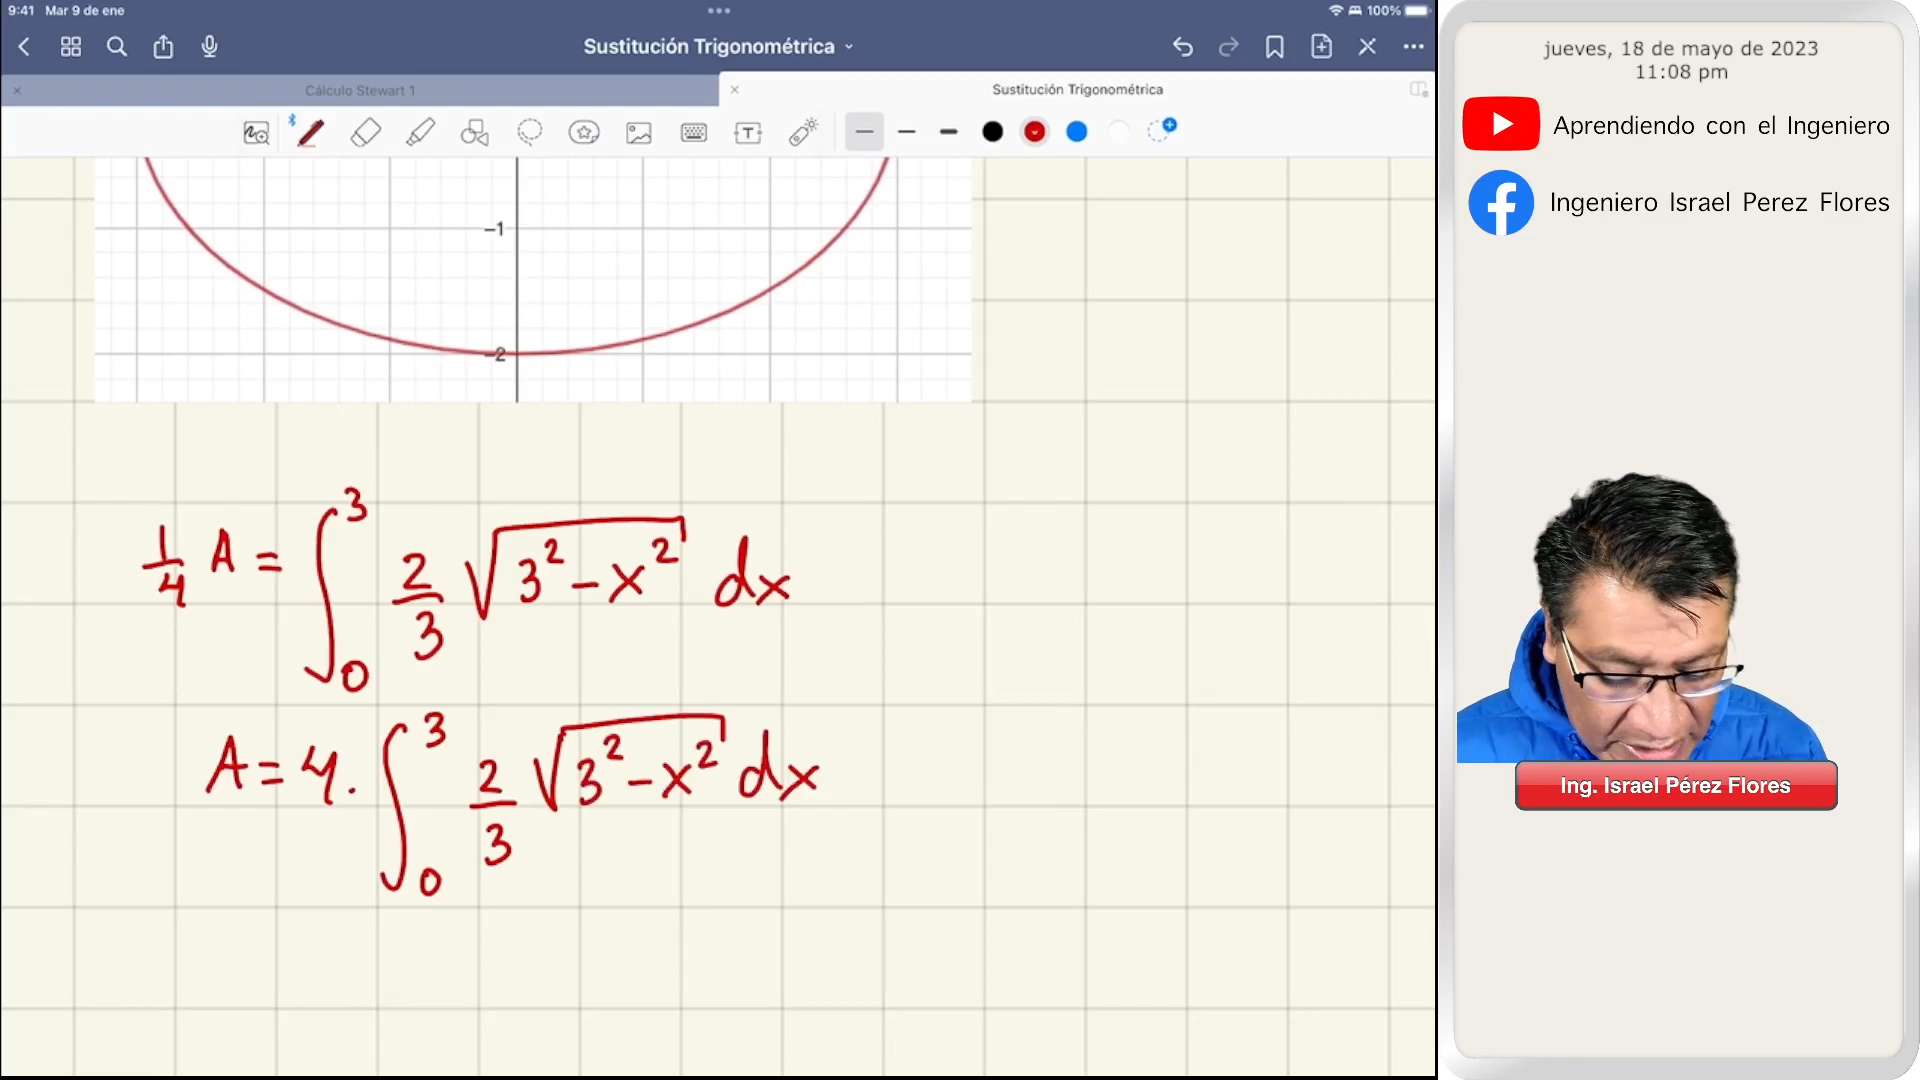 9:41 Mar 9 de ene
100%
Sustitución Trigonométrica
Cálculo Stewart 1
Sustitución Trigonométrica
T
−1
−2
1/4 A = ∫₀³ 2/3 √(3² − x²) dx
A = 4 · ∫₀³ 2/3 √(3² − x²) dx
jueves, 18 de mayo de 2023
11:08 pm
Aprendiendo con el Ingeniero
Ingeniero Israel Perez Flores
Ing. Israel Pérez Flores